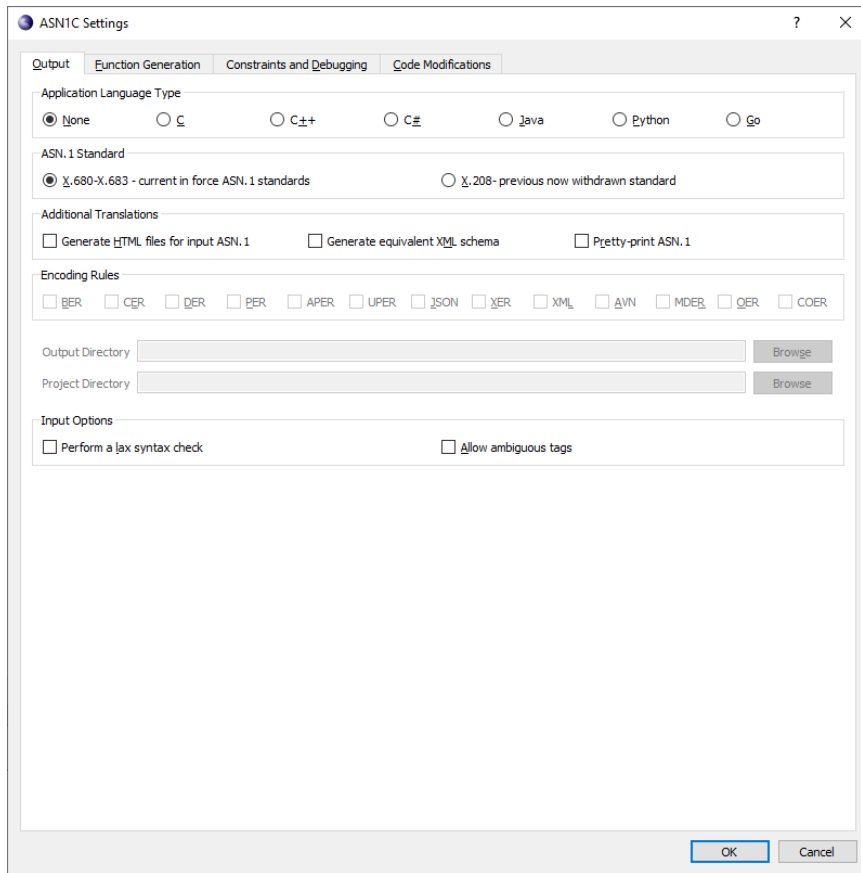 ASN1C Settings ? ×
Output Function Generation Constraints and Debugging Code Modifications
Application Language Type
None C C++ C# Java Python Go
ASN.1 Standard
X.680-X.683 - current in force ASN.1 standards X.208- previous now withdrawn standard
Additional Translations
Generate HTML files for input ASN.1 Generate equivalent XML schema Pretty-print ASN.1
Encoding Rules
BER CER DER PER APER UPER JSON XER XML AVN MDER OER COER
Output Directory Browse
Project Directory Browse
Input Options
Perform a lax syntax check Allow ambiguous tags
OK Cancel